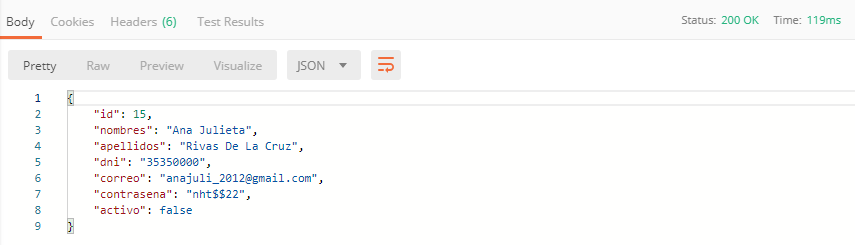 Body Cookies Headers (6) Test Results Status: 200 OK Time: 119ms
Pretty Raw Preview Visualize JSON
1 {
2 "id": 15,
3 "nombres": "Ana Julieta",
4 "apellidos": "Rivas De La Cruz",
5 "dni": "35350000",
6 "correo": "anajuli_2012@gmail.com",
7 "contrasena": "nht$$22",
8 "activo": false
9 }